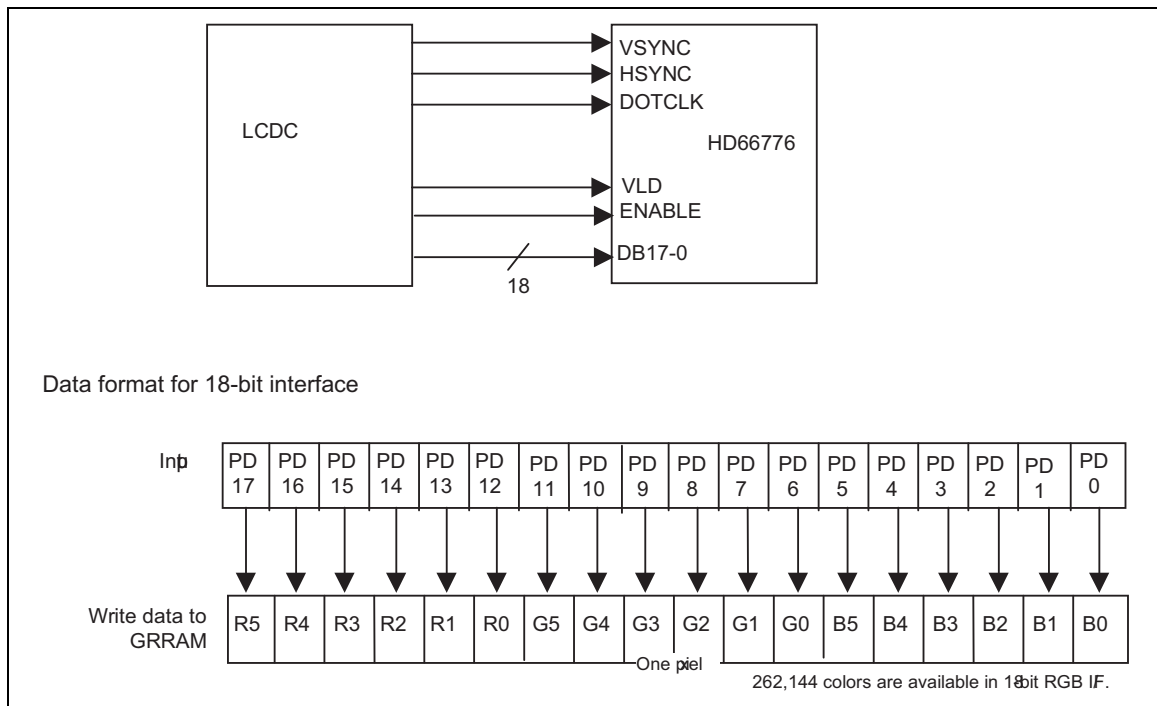 VSYNC
HSYNC
DOTCLK
LCDC
HD66776
VLD
ENABLE
DB17-0
18
Data format for 18-bit interface
PD 17 PD 16 PD 15 PD 14 PD 13 PD 12 PD 11 PD 10 PD 9 PD 8 PD 7 PD 6 PD 5 PD 4 PD 3 PD 2 PD 1 PD 0
Write data to GRRAM
R5 R4 R3 R2 R1 R0 G5 G4 G3 G2 G1 G0 B5 B4 B3 B2 B1 B0
One
262,144 colors are available in RGB